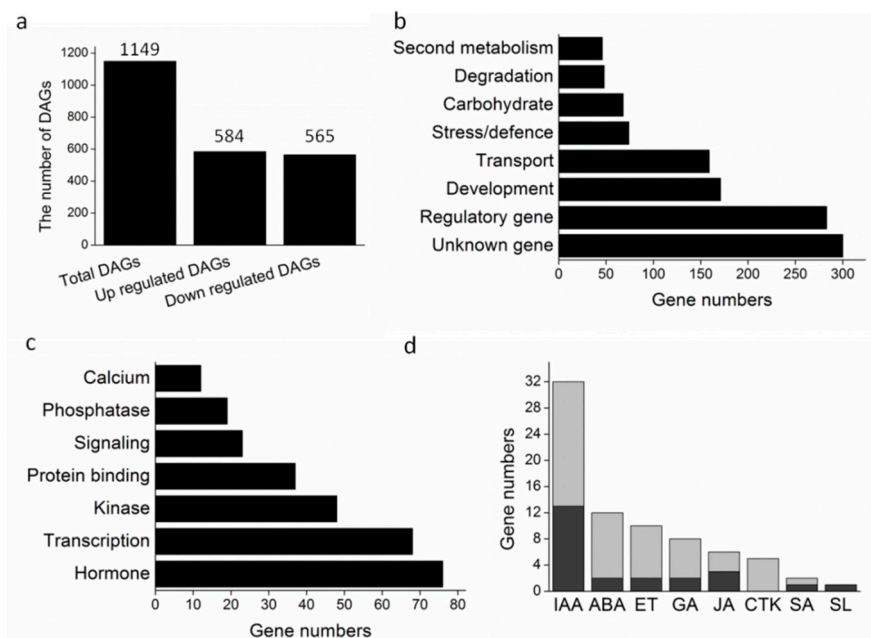 a
1149
584
565
1200
1000
800
600
400
200
0
The number of DAGs
Total DAGs
Up regulated DAGs
Down regulated DAGs
b
Second metabolism
Degradation
Carbohydrate
Stress/defence
Transport
Development
Regulatory gene
Unknown gene
0 50 100 150 200 250 300
Gene numbers
c
Calcium
Phosphatase
Signaling
Protein binding
Kinase
Transcription
Hormone
0 10 20 30 40 50 60 70 80
Gene numbers
d
32
28
24
20
16
12
8
4
0
Gene numbers
IAA ABA ET GA JA CTK SA SL